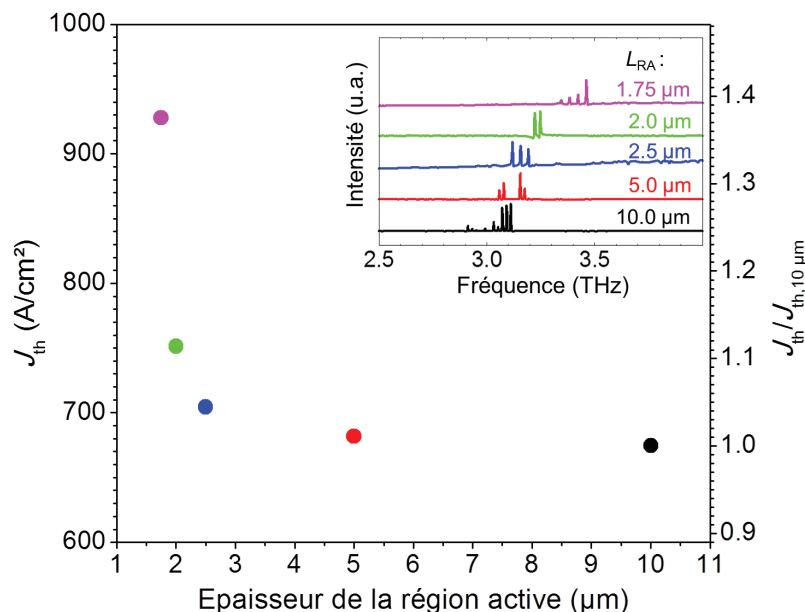 1000
900
800
700
600
J_th (A/cm²)
1 2 3 4 5 6 7 8 9 10 11
Epaisseur de la région active (µm)
1.4
1.3
1.2
1.1
1.0
0.9
J_th/J_th,10 µm
Intensité (u.a.)
L_RA :
1.75 µm
2.0 µm
2.5 µm
5.0 µm
10.0 µm
2.5 3.0 3.5
Fréquence (THz)